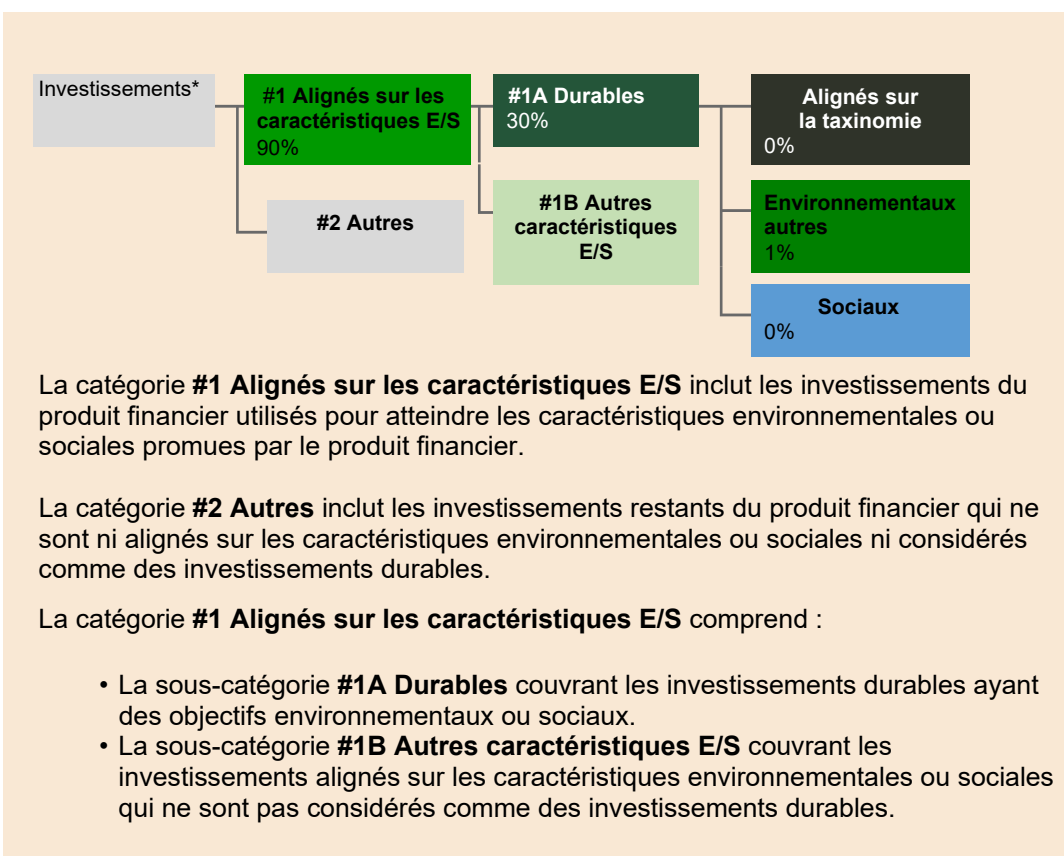 Investissements*
#1 Alignés sur les
caractéristiques E/S
90%
#2 Autres
#1A Durables
30%
#1B Autres
caractéristiques
E/S
Alignés sur
la taxinomie
0%
Environnementaux
autres
1%
Sociaux
0%
La catégorie #1 Alignés sur les caractéristiques E/S inclut les investissements du
produit financier utilisés pour atteindre les caractéristiques environnementales ou
sociales promues par le produit financier.
La catégorie #2 Autres inclut les investissements restants du produit financier qui ne
sont ni alignés sur les caractéristiques environnementales ou sociales ni considérés
comme des investissements durables.
La catégorie #1 Alignés sur les caractéristiques E/S comprend :
• La sous-catégorie #1A Durables couvrant les investissements durables ayant
des objectifs environnementaux ou sociaux.
• La sous-catégorie #1B Autres caractéristiques E/S couvrant les
investissements alignés sur les caractéristiques environnementales ou sociales
qui ne sont pas considérés comme des investissements durables.